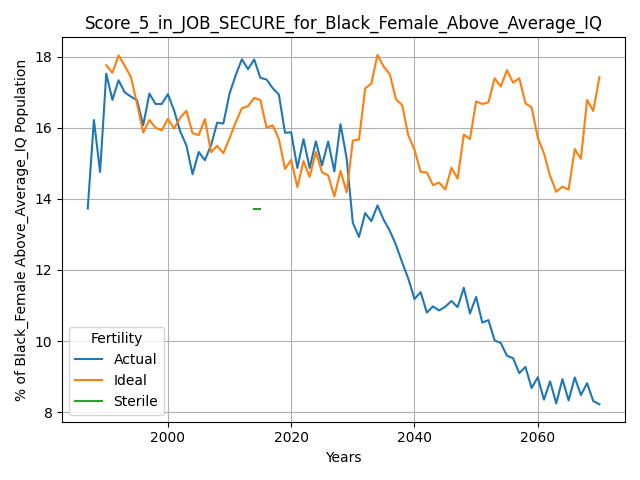 Score_5_in_JOB_SECURE_for_Black_Female_Above_Average_IQ
% of Black_Female Above_Average_IQ Population
18
16
14
12
10
8
Fertility
Actual
Ideal
Sterile
2000
2020
2040
2060
Years